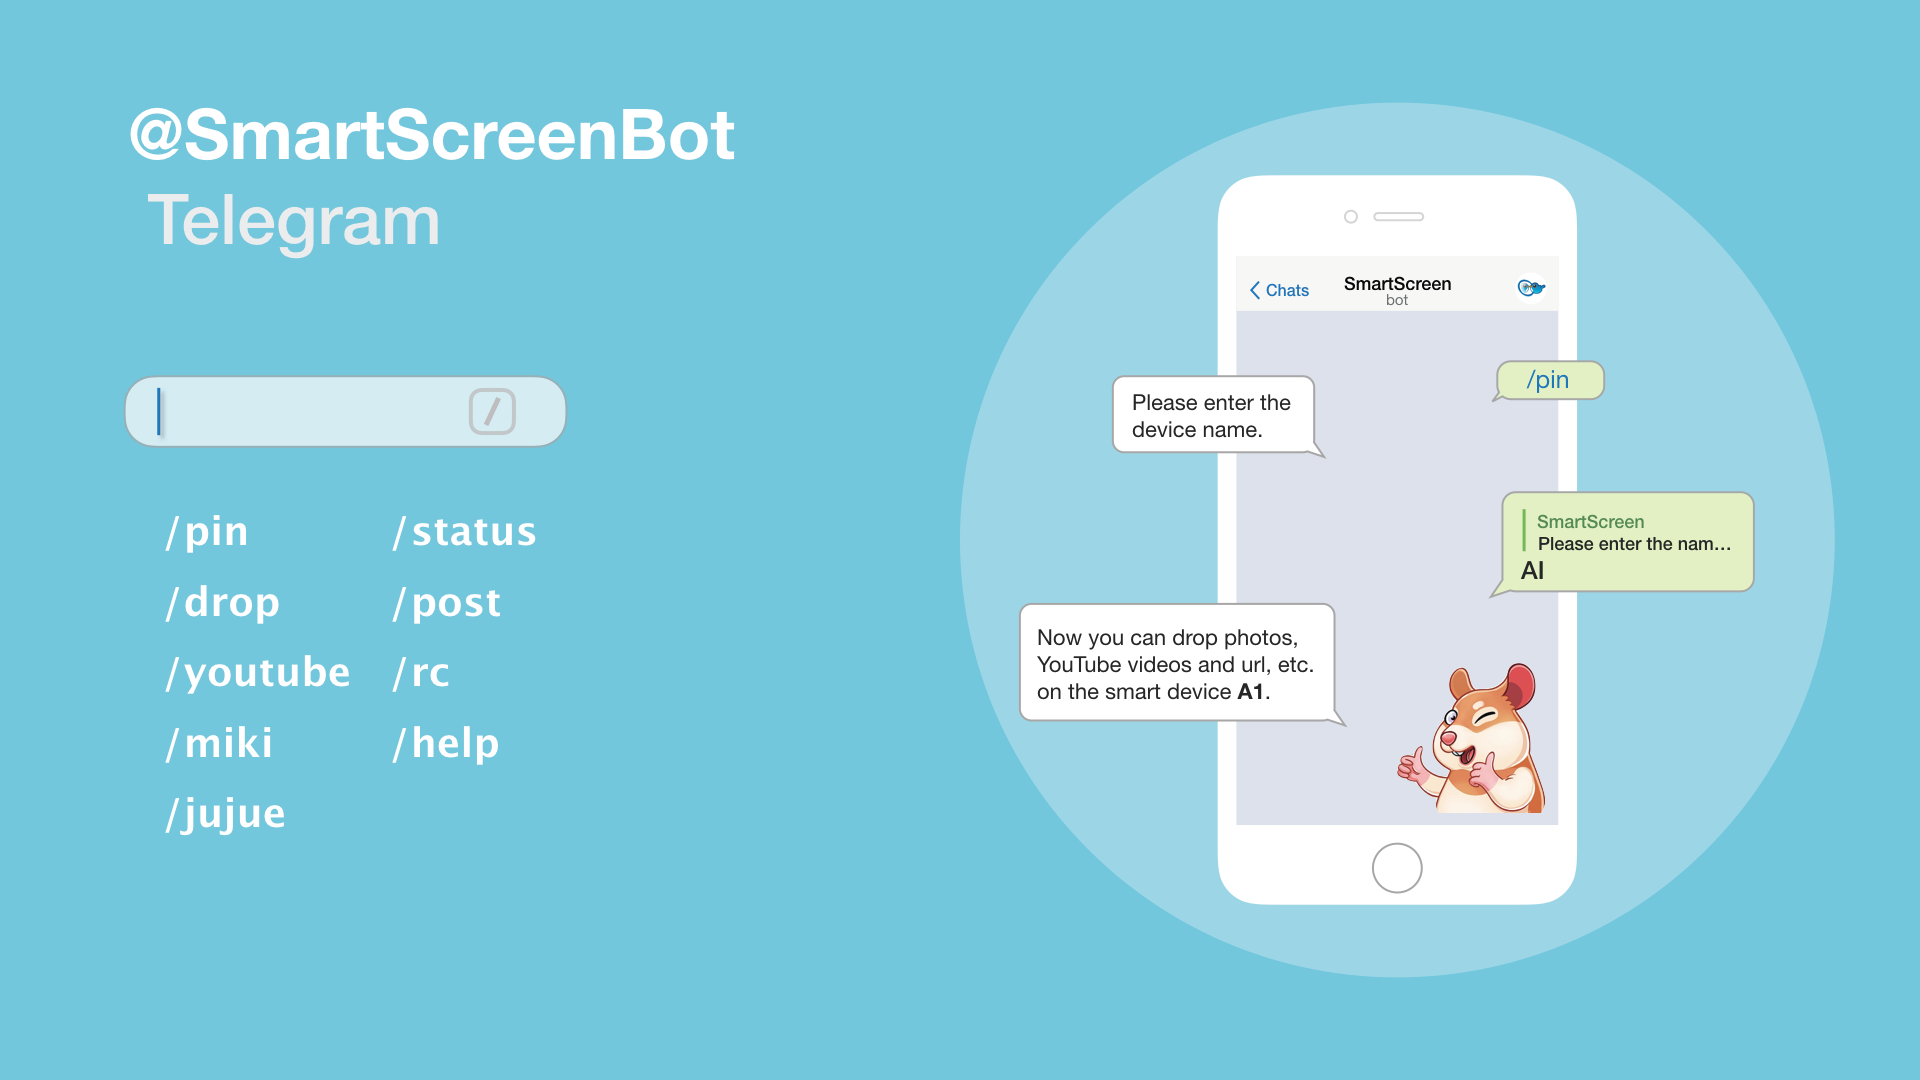 @SmartScreenBot
Telegram
/
/pin
/status
/drop
/post
/youtube
/rc
/miki
/help
/jujue
Chats
SmartScreen
bot
/pin
Please enter the
device name.
SmartScreen
Please enter the nam...
AI
Now you can drop photos,
YouTube videos and url, etc.
on the smart device A1.